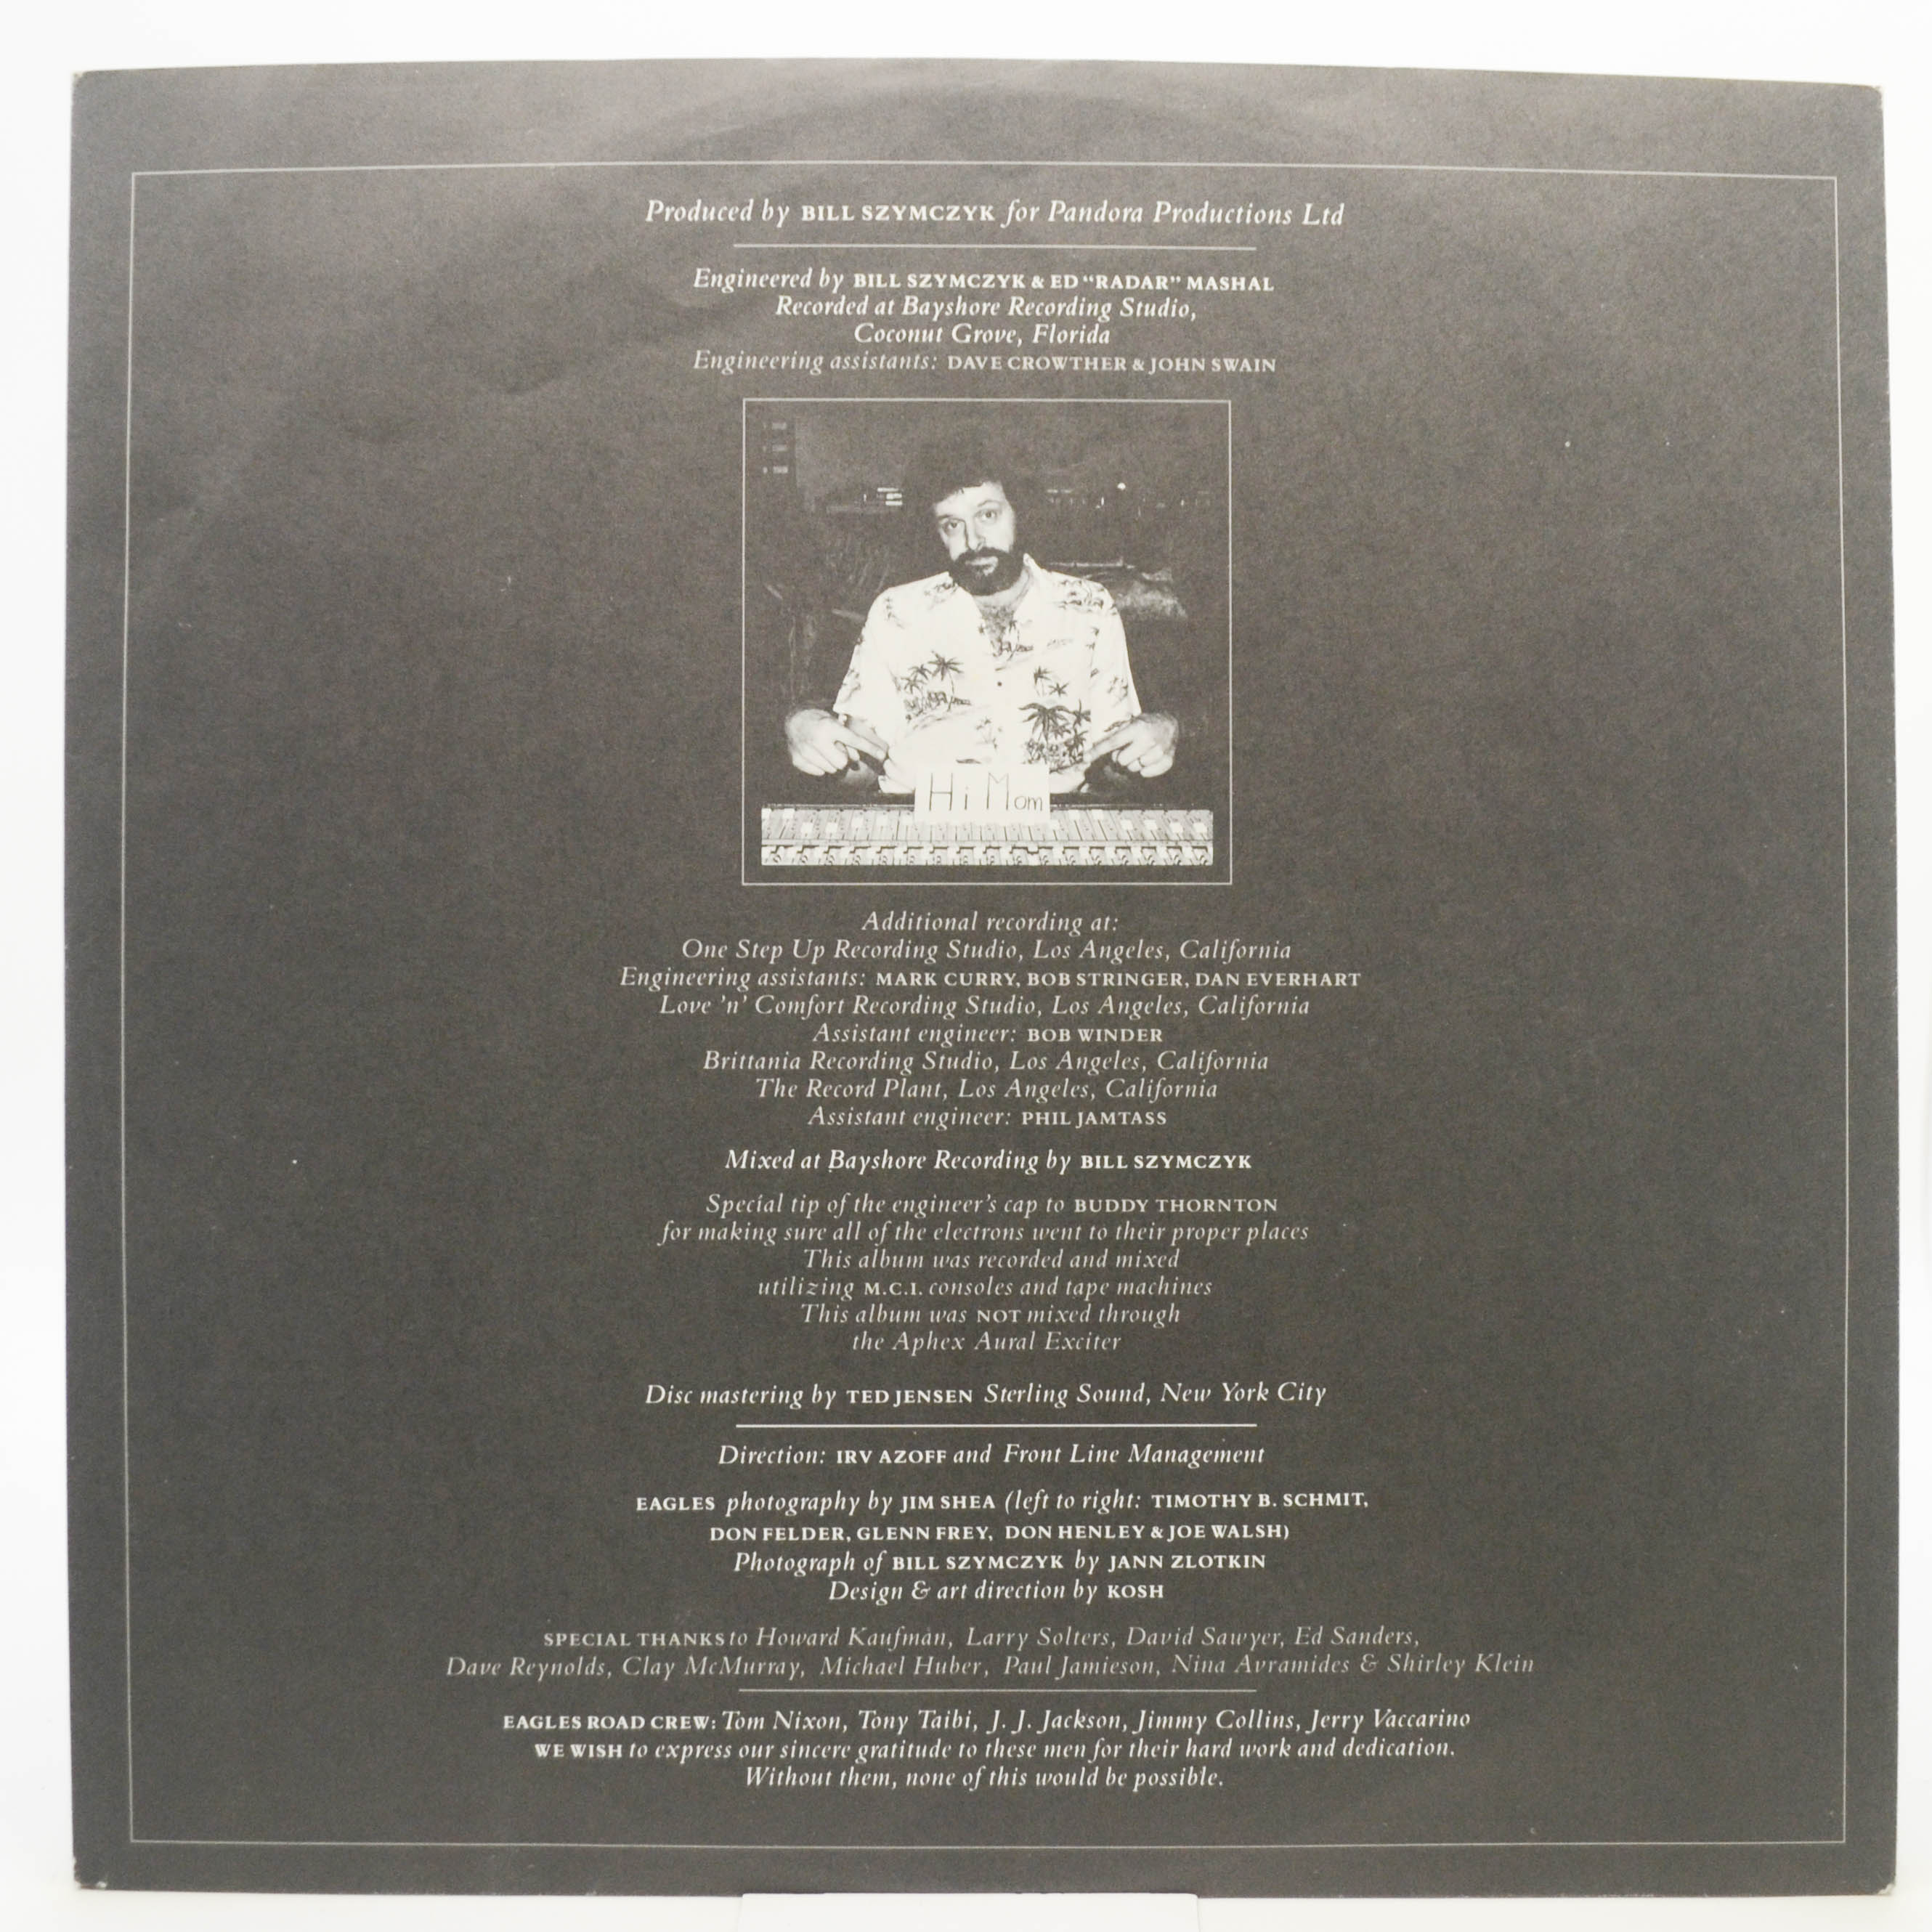 Produced by BILL SZYMCZYK for Pandora Productions Ltd
Engineered by BILL SZYMCZYK & ED "RADAR" MASHAL
Recorded at Bayshore Recording Studio,
Coconut Grove, Florida
Engineering assistants: DAVE CROWTHER & JOHN SWAIN
Hi Mom
Additional recording at:
One Step Up Recording Studio, Los Angeles, California
Engineering assistants: MARK CURRY, BOB STRINGER, DAN EVERHART
Love 'n' Comfort Recording Studio, Los Angeles, California
Assistant engineer: BOB WINDER
Brittania Recording Studio, Los Angeles, California
The Record Plant, Los Angeles, California
Assistant engineer: PHIL JAMTASS
Mixed at Bayshore Recording by BILL SZYMCZYK
Special tip of the engineer's cap to BUDDY THORNTON
for making sure all of the electrons went to their proper places
This album was recorded and mixed
utilizing M.C.I. consoles and tape machines
This album was NOT mixed through
the Aphex Aural Exciter
Disc mastering by TED JENSEN Sterling Sound, New York City
Direction: IRV AZOFF and Front Line Management
EAGLES photography by JIM SHEA (left to right: TIMOTHY B. SCHMIT,
DON FELDER, GLENN FREY, DON HENLEY & JOE WALSH)
Photograph of BILL SZYMCZYK by JANN ZLOTKIN
Design & art direction by KOSH
SPECIAL THANKS to Howard Kaufman, Larry Solters, David Sawyer, Ed Sanders,
Dave Reynolds, Clay McMurray, Michael Huber, Paul Jamieson, Nina Avramides & Shirley Klein
EAGLES ROAD CREW: Tom Nixon, Tony Taibi, J. J. Jackson, Jimmy Collins, Jerry Vaccarino
WE WISH to express our sincere gratitude to these men for their hard work and dedication.
Without them, none of this would be possible.